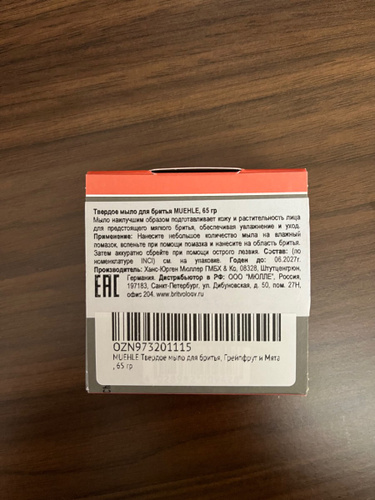 Твердое мыло для бритья MUEHLE, 65 гр
Мыло наилучшим образом подготавливает кожу и растительность лица
для предстоящего мягкого бритья, обеспечивая увлажнение и уход.
Применение: Нанесите небольшое количество мыла на влажный
помазок, вспеньте при помощи помазка и нанесите на область бритья.
Затем аккуратно сбрейте при помощи острого лезвия. Состав: (по
номенклатуре INCI) см. на упаковке. Годен до: 06.2027г.
Производитель: Ханс-Юрген Мюллер ГМБХ & Ко, 08328, Штутценгрюн,
Германия. Дистрибьютор в РФ: ООО "МЮЛЛЕ", Россия,
197183, Санкт-Петербург, ул. Дибуновская, д. 50, пом. 27Н,
офис 204. www.britvologv.ru
EAC
OZN973201115
MUEHLE Твердое мыло для бритья, Грейпфрут и Мята
, 65 гр